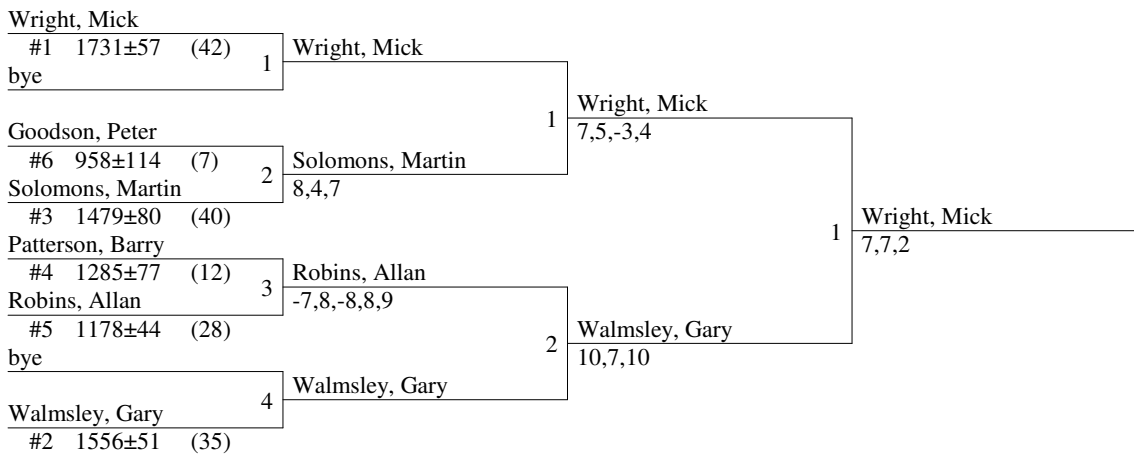 Wright, Mick
#1 1731±57 (42)
bye
1
Wright, Mick
Goodson, Peter
#6 958±114 (7)
Solomons, Martin
#3 1479±80 (40)
2
Solomons, Martin
8,4,7
Patterson, Barry
#4 1285±77 (12)
Robins, Allan
#5 1178±44 (28)
3
Robins, Allan
-7,8,-8,8,9
bye
Walmsley, Gary
#2 1556±51 (35)
4
Walmsley, Gary
1
Wright, Mick
7,5,-3,4
2
Walmsley, Gary
10,7,10
1
Wright, Mick
7,7,2